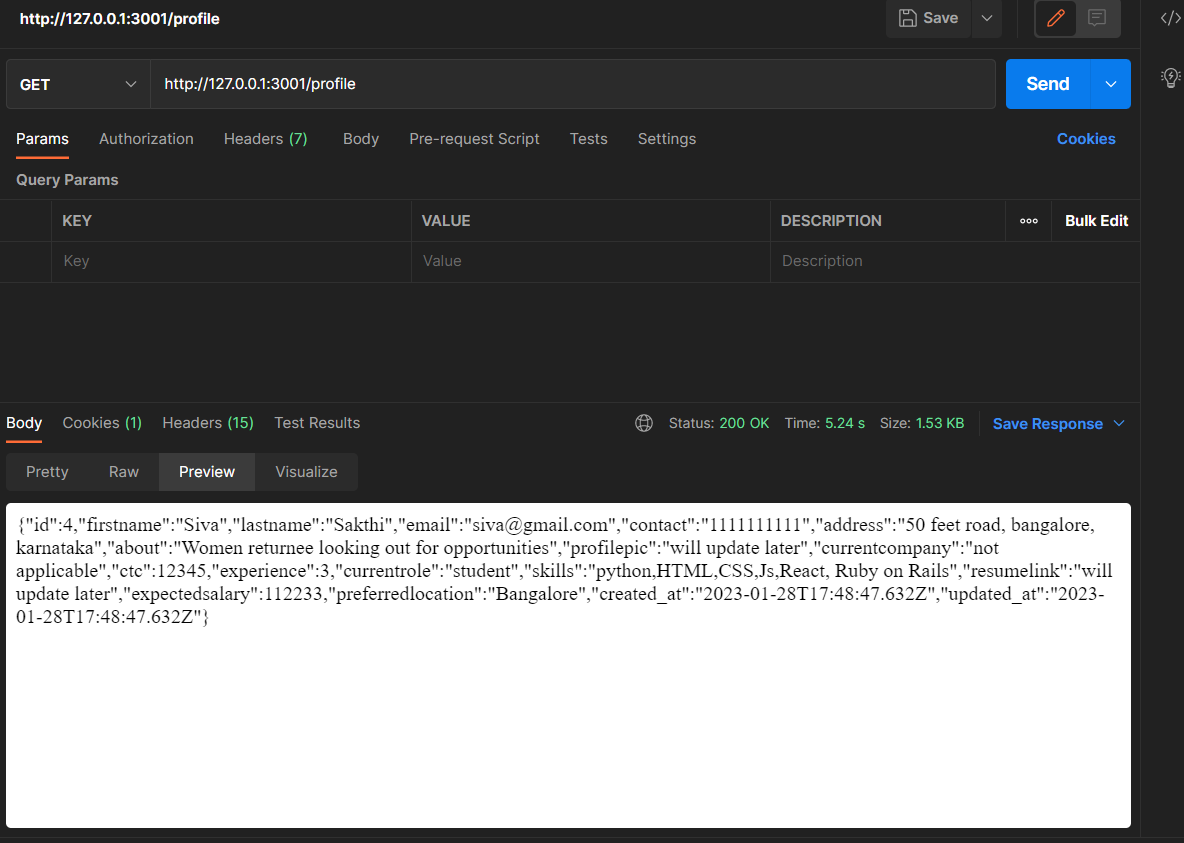 http://127.0.0.1:3001/profile
Save
GET
http://127.0.0.1:3001/profile
Send
Params Authorization Headers (7) Body Pre-request Script Tests Settings Cookies
Query Params
KEY VALUE DESCRIPTION Bulk Edit
Key Value Description
Body Cookies (1) Headers (15) Test Results Status: 200 OK Time: 5.24 s Size: 1.53 KB Save Response
Pretty Raw Preview Visualize
{"id":4,"firstname":"Siva","lastname":"Sakthi","email":"siva@gmail.com","contact":"1111111111","address":"50 feet road, bangalore,
karnataka","about":"Women returnee looking out for opportunities","profilepic":"will update later","currentcompany":"not
applicable","ctc":12345,"experience":3,"currentrole":"student","skills":"python,HTML,CSS,Js,React, Ruby on Rails","resumelink":"will
update later","expectedsalary":112233,"preferredlocation":"Bangalore","created_at":"2023-01-28T17:48:47.632Z","updated_at":"2023-
01-28T17:48:47.632Z"}